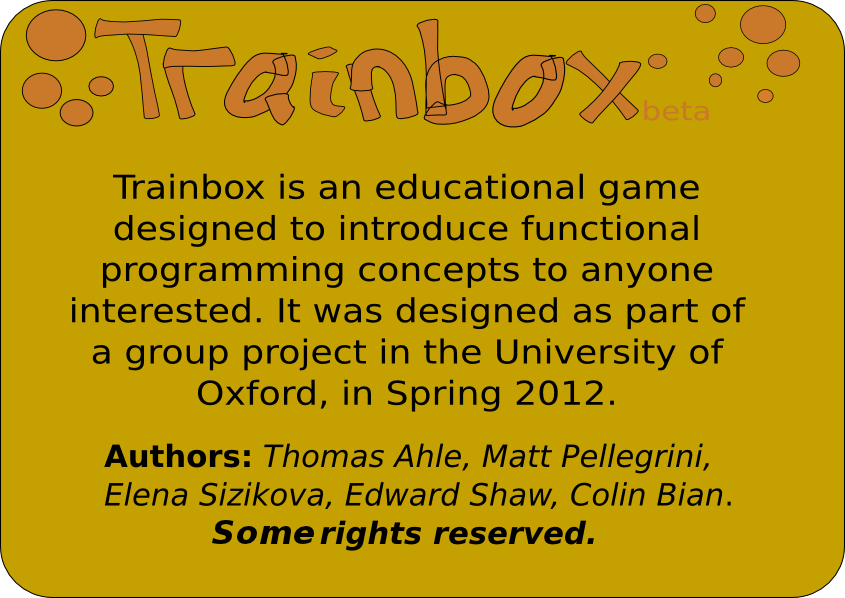 Trainbox
beta
Trainbox is an educational game
designed to introduce functional
programming concepts to anyone
interested. It was designed as part of
a group project in the University of
Oxford, in Spring 2012.
Authors: Thomas Ahle, Matt Pellegrini,
Elena Sizikova, Edward Shaw, Colin Bian.
Some rights reserved.